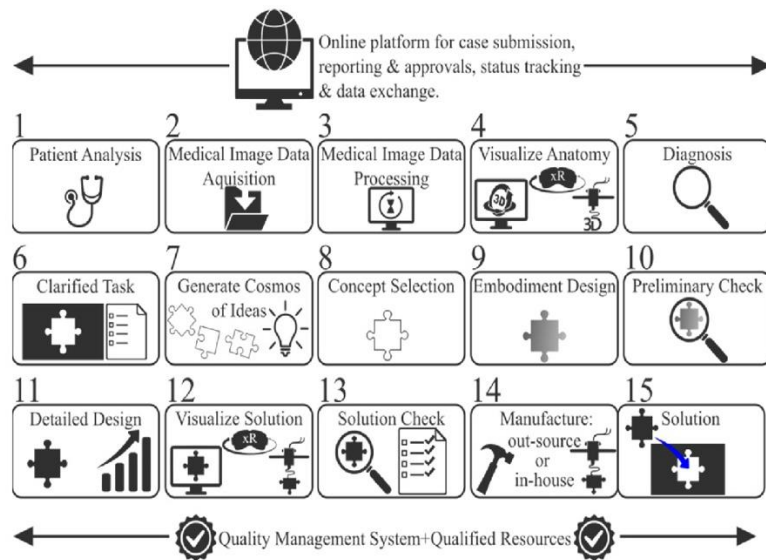 Online platform for case submission,
reporting & approvals, status tracking
& data exchange.
1
Patient Analysis
2
Medical Image Data
Aquisition
3
Medical Image Data
Processing
4
Visualize Anatomy
3D
xR
3D
5
Diagnosis
6
Clarified Task
7
Generate Cosmos
of Ideas
8
Concept Selection
9
Embodiment Design
10
Preliminary Check
11
Detailed Design
12
Visualize Solution
xR
13
Solution Check
14
Manufacture:
out-source
or
in-house
15
Solution
Quality Management System+Qualified Resources